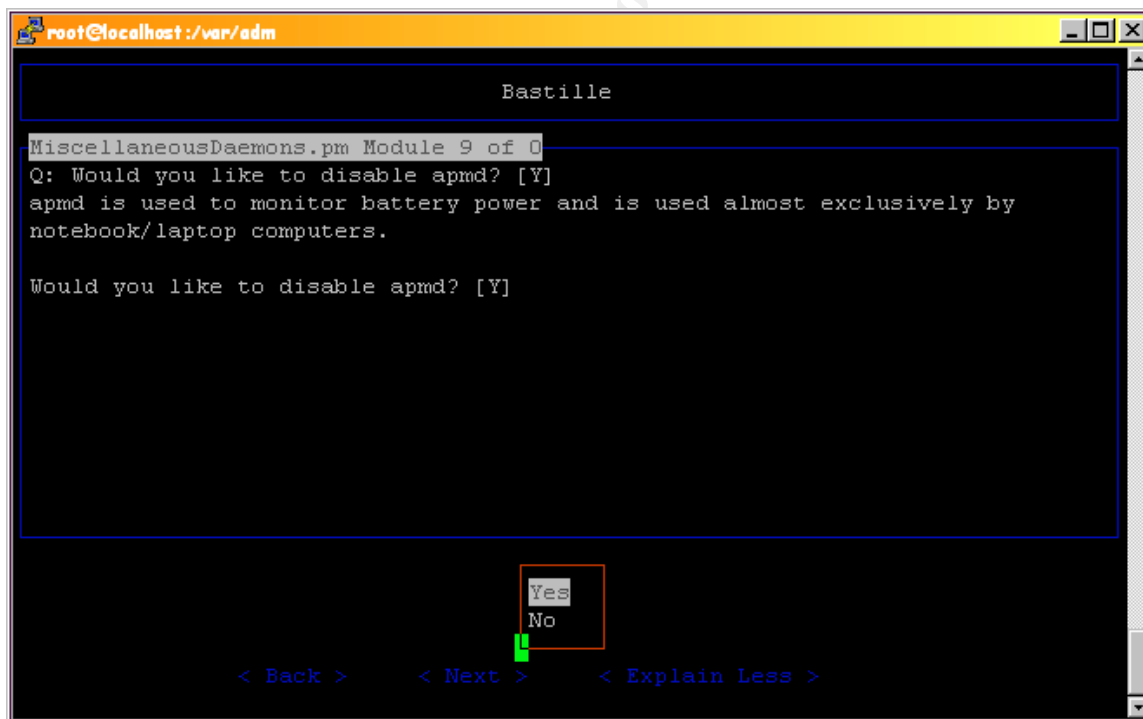 root@localhost:/var/adm
Bastille
MiscellaneousDaemons.pm Module 9 of 0
Q: Would you like to disable apmd? [Y]
apmd is used to monitor battery power and is used almost exclusively by
notebook/laptop computers.
Would you like to disable apmd? [Y]
Yes
No
< Back > < Next > < Explain Less >